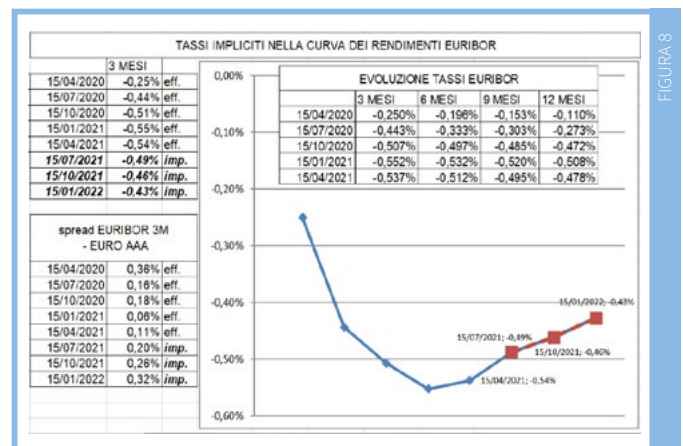 FIGURA 8
TASSI IMPLICITI NELLA CURVA DEI RENDIMENTI EURIBOR
3 MESI
15/04/2020 -0,25% eff.
15/07/2020 -0,44% eff.
15/10/2020 -0,51% eff.
15/01/2021 -0,55% eff.
15/04/2021 -0,54% eff.
15/07/2021 -0,49% imp.
15/10/2021 -0,46% imp.
15/01/2022 -0,43% imp.
spread EURIBOR 3M
- EURO AAA
15/04/2020 0,36% eff.
15/07/2020 0,16% eff.
15/10/2020 0,18% eff.
15/01/2021 0,06% eff.
15/04/2021 0,11% eff.
15/07/2021 0,20% imp.
15/10/2021 0,26% imp.
15/01/2022 0,32% imp.
EVOLUZIONE TASSI EURIBOR
3 MESI 6 MESI 9 MESI 12 MESI
15/04/2020 -0,250% -0,196% -0,153% -0,110%
15/07/2020 -0,443% -0,333% -0,303% -0,273%
15/10/2020 -0,507% -0,497% -0,485% -0,472%
15/01/2021 -0,552% -0,532% -0,520% -0,508%
15/04/2021 -0,537% -0,512% -0,495% -0,478%
0,00%
-0,10%
-0,20%
-0,30%
-0,40%
-0,50%
-0,60%
15/01/2022; -0,43%
15/07/2021; -0,49%
15/10/2021; -0,46%
15/04/2021; -0,54%